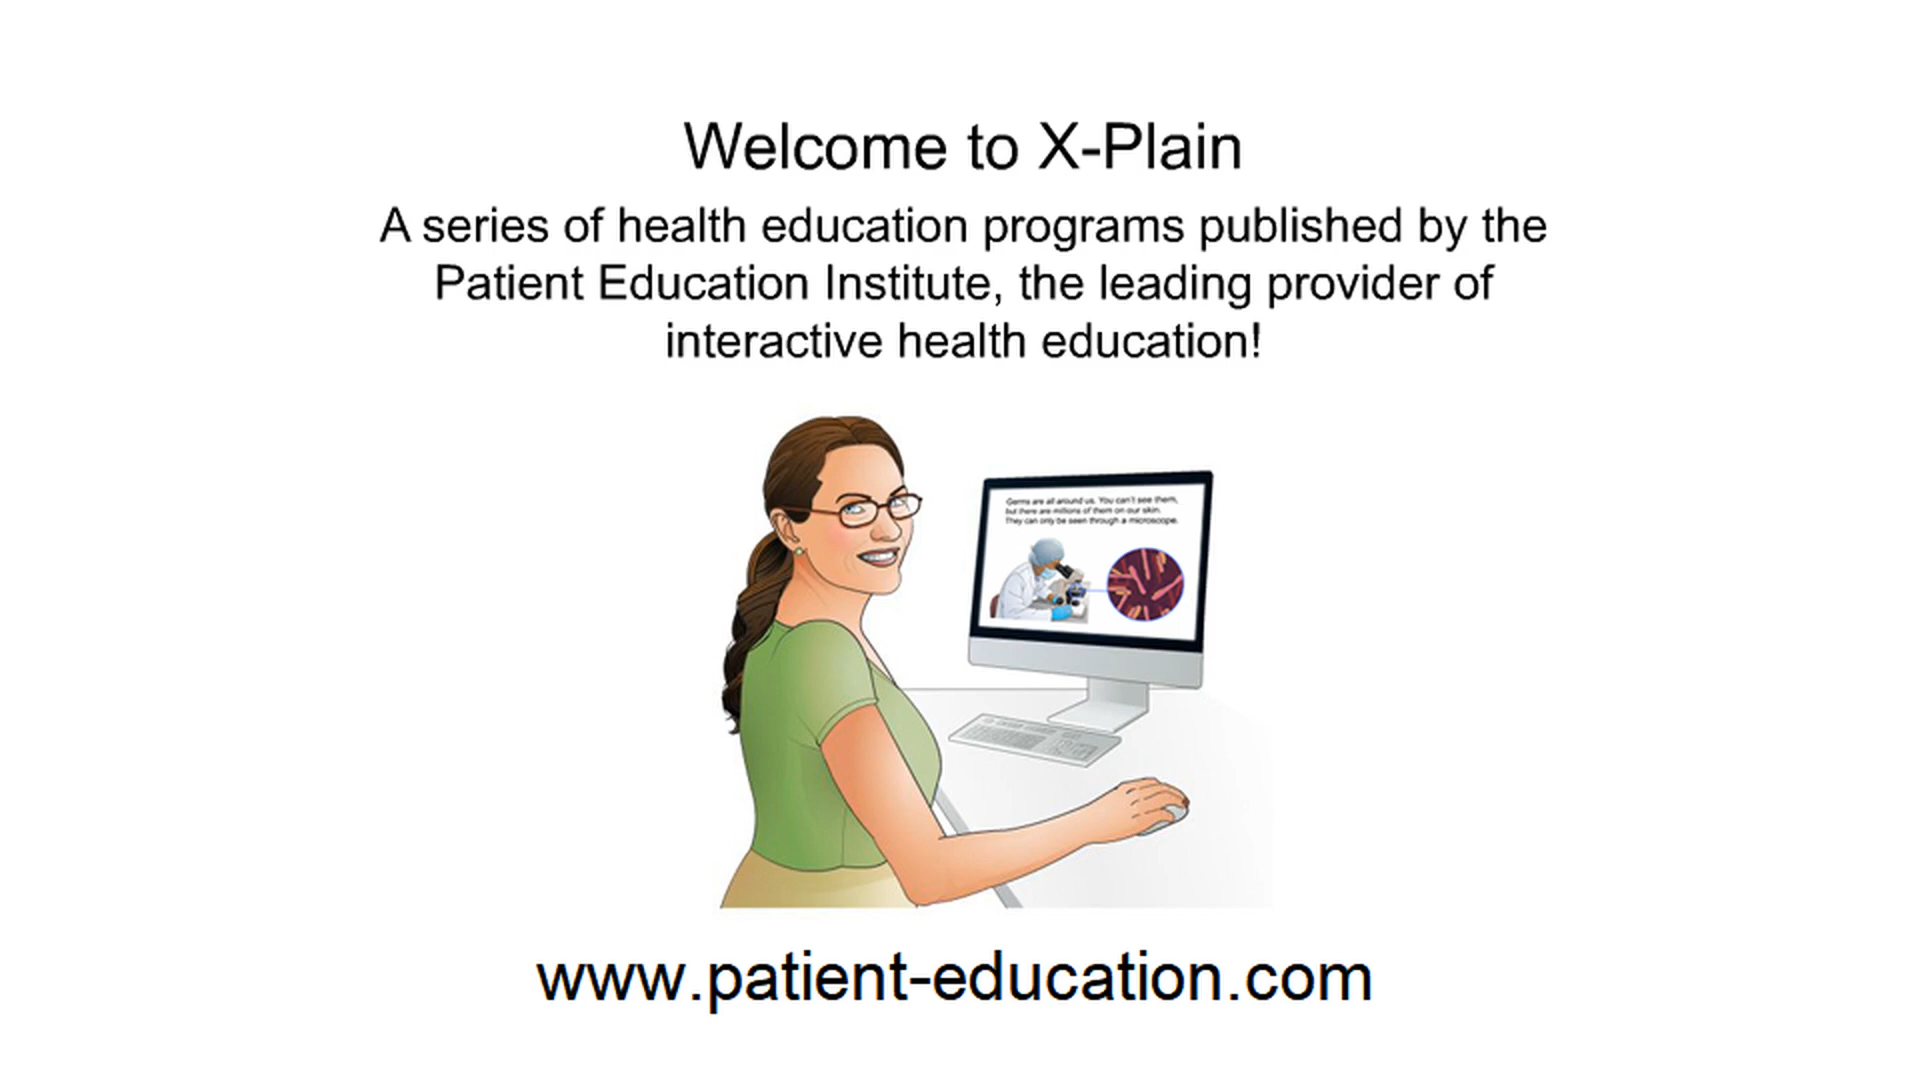 Welcome to X-Plain
A series of health education programs published by the
Patient Education Institute, the leading provider of
interactive health education!
Germs are all around us. You can't see them,
but there are millions of them on our skin.
They can only be seen through a microscope.
www.patient-education.com